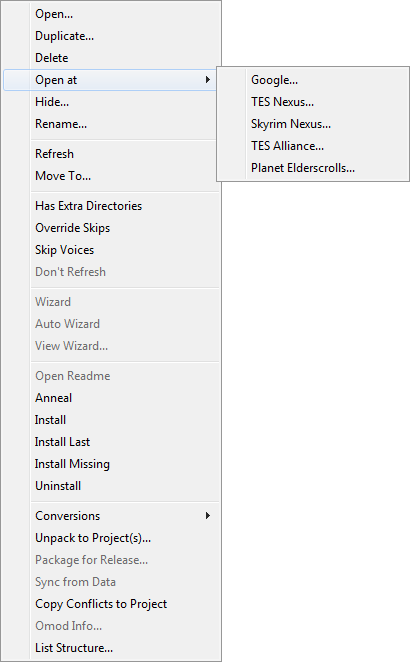 Open...
Duplicate...
Delete
Open at
Hide...
Rename...
Refresh
Move To...
Has Extra Directories
Override Skips
Skip Voices
Don't Refresh
Wizard
Auto Wizard
View Wizard...
Open Readme
Anneal
Install
Install Last
Install Missing
Uninstall
Conversions
Unpack to Project(s)...
Package for Release...
Sync from Data
Copy Conflicts to Project
Omod Info...
List Structure...
Google...
TES Nexus...
Skyrim Nexus...
TES Alliance...
Planet Elderscrolls...